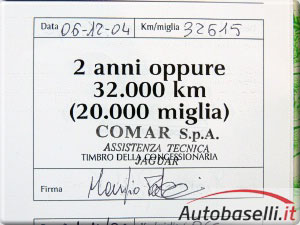 Data 06-12-04 Km/miglia 32615
2 anni oppure
32.000 km
(20.000 miglia)
COMAR S.p.A.
ASSISTENZA TECNICA
TIMBRO DELLA CONCESSIONARIA
JAGUAR
Firma
Autobaselli.it